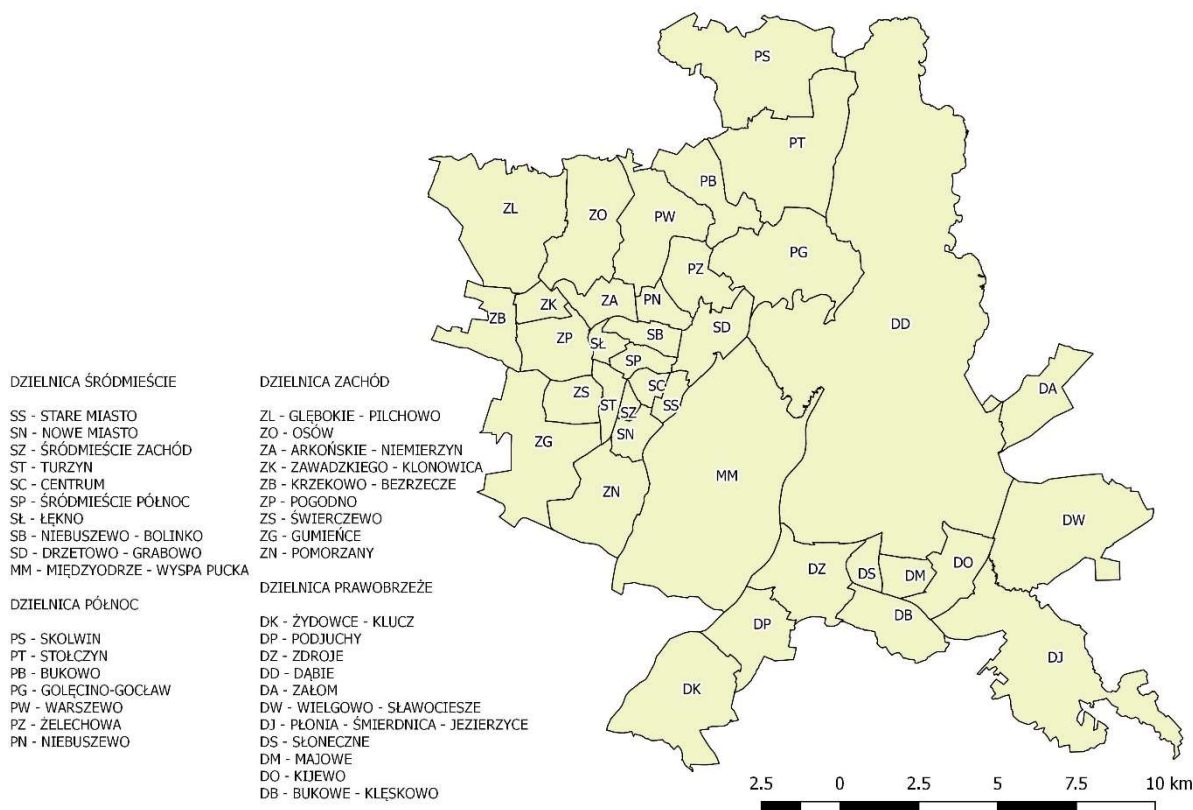 DZIELNICA ŚRÓDMIEŚCIE
SS - STARE MIASTO
SN - NOWE MIASTO
SZ - ŚRÓDMIEŚCIE ZACHÓD
ST - TURZYN
SC - CENTRUM
SP - ŚRÓDMIEŚCIE PÓŁNOC
SŁ - ŁĘKNO
SB - NIEBUSZEWO - BOLINKO
SD - DRZETOWO - GRABOWO
MM - MIĘDZYODRZE - WYSPA PUCKA
DZIELNICA PÓŁNOC
PS - SKOLWIN
PT - STOŁCZYN
PB - BUKOWO
PG - GOLĘCINO-GOCŁAW
PW - WARSZEWO
PZ - ŻELECHOWA
PN - NIEBUSZEWO
DZIELNICA ZACHÓD
ZL - GŁĘBOKIE - PILCHOWO
ZO - OSÓW
ZA - ARKOŃSKIE - NIEMIERZYN
ZK - ZAWADZKIEGO - KLONOWICA
ZB - KRZEKOWO - BEZRZECZE
ZP - POGODNO
ZS - ŚWIERCZEWO
ZG - GUMIEŃCE
ZN - POMORZANY
DZIELNICA PRAWOBRZEŻE
DK - ŻYDOWCE - KLUCZ
DP - PODJUCHY
DZ - ZDROJE
DD - DĄBIE
DA - ZAŁOM
DW - WIELGOWO - SŁAWOCIESZE
DJ - PŁONIA - ŚMIERDNICA - JEZIERZYCE
DS - SŁONECZNE
DM - MAJOWE
DO - KIJEWO
DB - BUKOWE - KLĘSKOWO
PS
PT
PB
ZL
ZO
PW
PG
PZ
ZK
ZA
PN
ZB
DD
ZP
SŁ
SB
SD
SP
DA
ZS
ST
SC
SZ
SS
ZG
SN
MM
ZN
DW
DZ
DS
DM
DO
DB
DP
DJ
DK
2.5 0 2.5 5 7.5 10 km